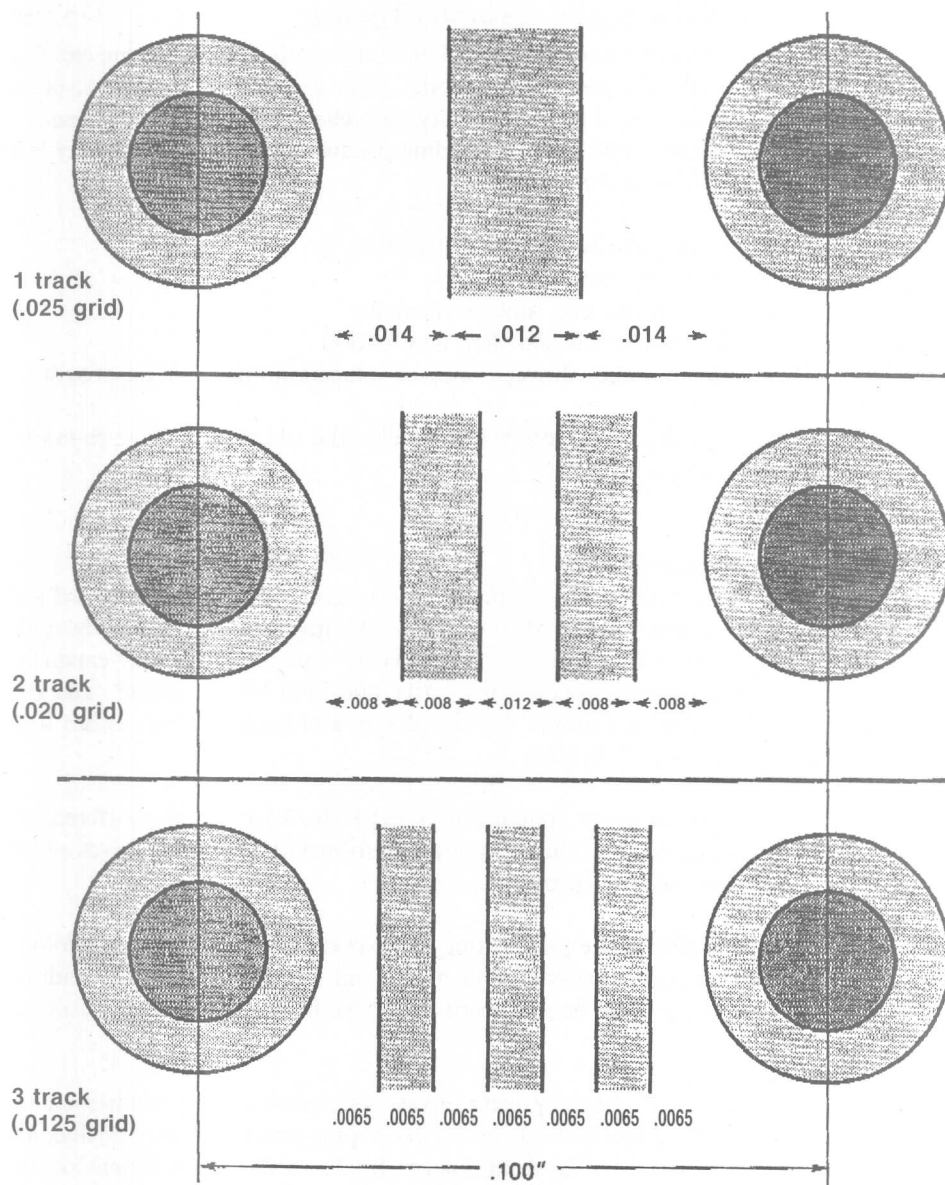 1 track
(.025 grid)
.014 .012 .014
2 track
(.020 grid)
.008 .008 .012 .008 .008
3 track
(.0125 grid)
.0065 .0065 .0065 .0065 .0065 .0065 .0065
.100"